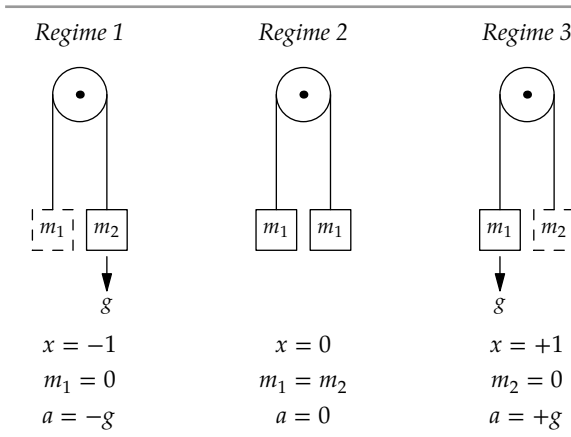 Regime 1 Regime 2 Regime 3
m₁ m₂ m₁ m₁ m₁ m₂
g g
x = −1 x = 0 x = +1
m₁ = 0 m₁ = m₂ m₂ = 0
a = −g a = 0 a = +g